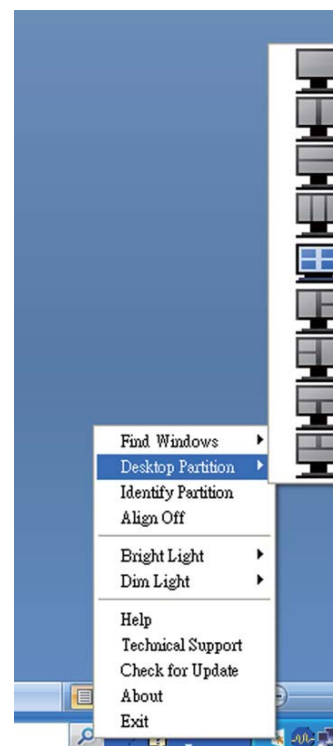 Find Windows
Desktop Partition
Identify Partition
Align Off
Bright Light
Dim Light
Help
Technical Support
Check for Update
About
Exit